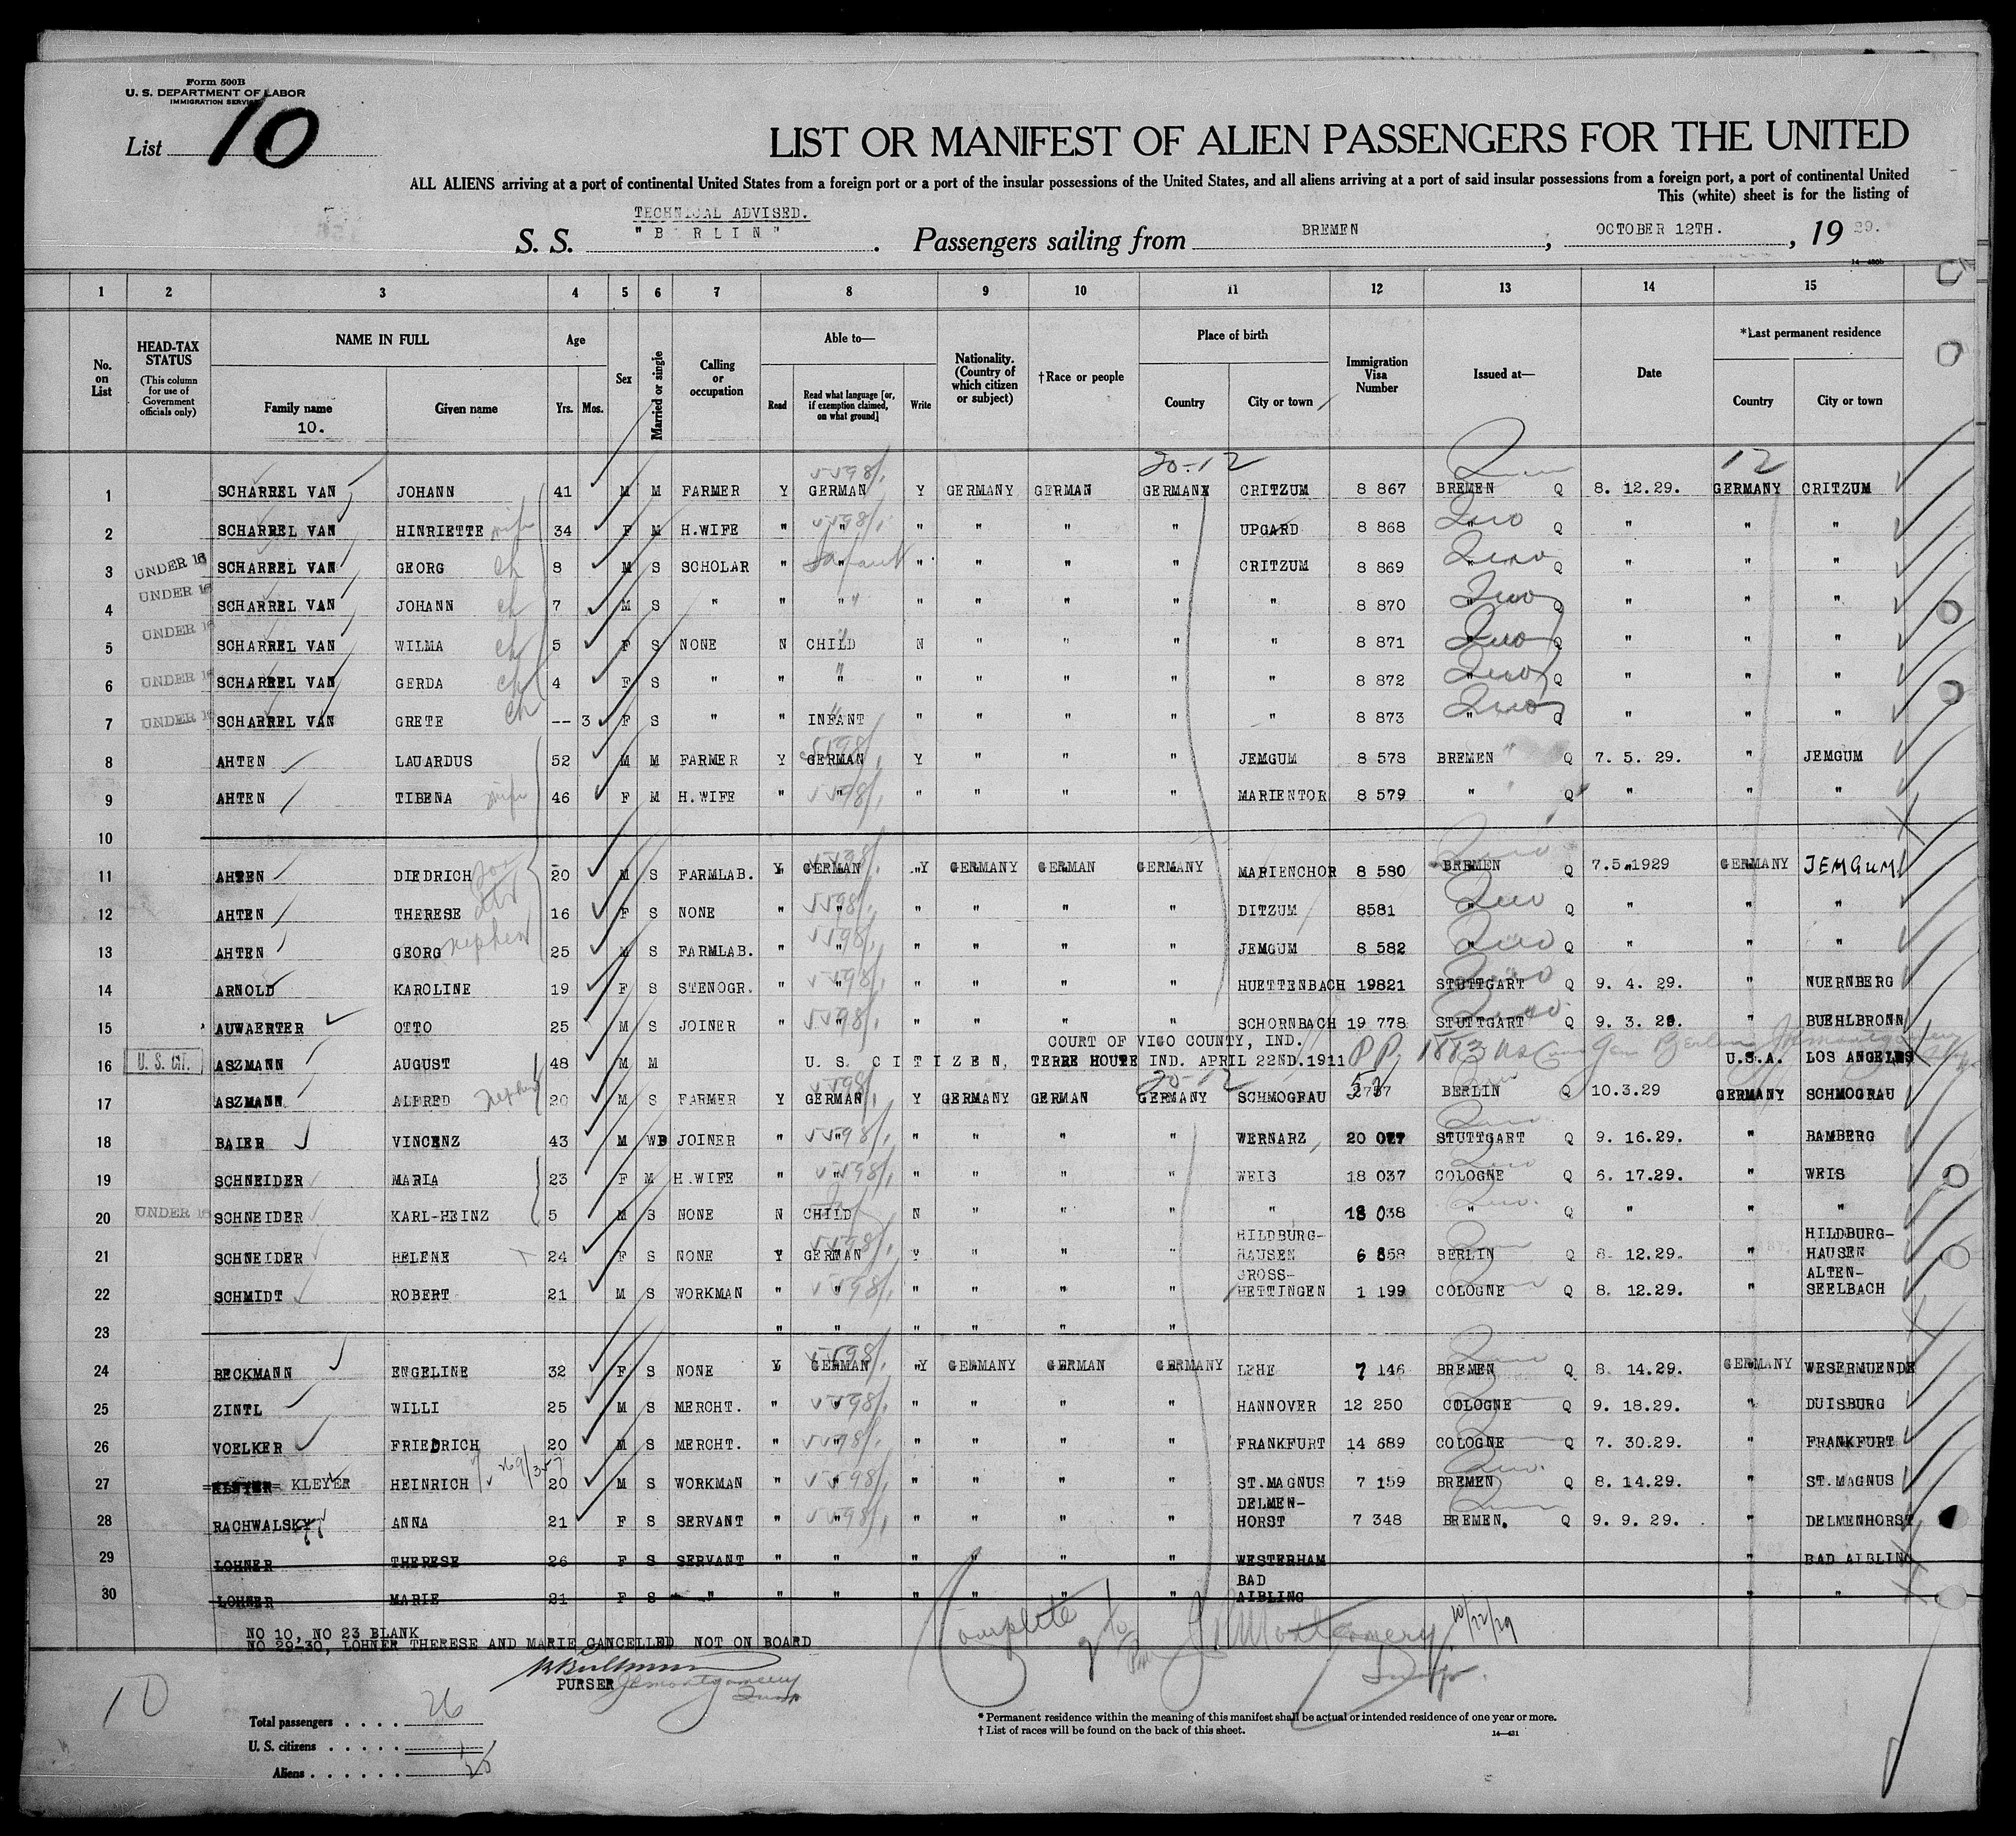 Form 500B
U. S. DEPARTMENT OF LABOR
IMMIGRATION SERVICE
List 10
LIST OR MANIFEST OF ALIEN PASSENGERS FOR THE UNITED
ALL ALIENS arriving at a port of continental United States from a foreign port or a port of the insular possessions of the United States, and all aliens arriving at a port of said insular possessions from a foreign port, a port of continental United
This (white) sheet is for the listing of
TECHNICAL ADVISED.
S. S. "BERLIN" . Passengers sailing from BREMEN , OCTOBER 12TH. , 1929.
1 2 3 4 5 6 7 8 9 10 11 12 13 14 15
No. on List
HEAD-TAX STATUS (This column for use of Government officials only)
NAME IN FULL Family name Given name
10.
Age Yrs. Mos.
Sex
Married or single
Calling or occupation
Able to— Read Read what language [or, if exemption claimed, on what ground] Write
Nationality. (Country of which citizen or subject)
†Race or people
Place of birth Country City or town
Immigration Visa Number
Issued at—
Date
*Last permanent residence Country City or town
20-12 12
1 SCHARREL VAN JOHANN 41 M M FARMER Y GERMAN Y GERMANY GERMAN GERMANY CRITZUM 8 867 BREMEN Q 8. 12.29. GERMANY CRITZUM
2 SCHARREL VAN HINRIETTE wife 34 F M H.WIFE " " " " " " UPGARD 8 868 " Q " " "
3 UNDER 16 SCHARREL VAN GEORG ch 8 M S SCHOLAR " " " " " " CRITZUM 8 869 " Q " " "
4 UNDER 16 SCHARREL VAN JOHANN ch 7 M S " " " " " " " " 8 870 " Q " " "
5 UNDER 16 SCHARREL VAN WILMA ch 5 F S NONE N CHILD N " " " " 8 871 " Q " " "
6 UNDER 16 SCHARREL VAN GERDA ch 4 F S " " " " " " " " 8 872 " Q " " "
7 UNDER 16 SCHARREL VAN GRETE ch -- 3 F S " " INFANT " " " " " 8 873 " Q " " "
8 AHTEN LAUARDUS 52 M M FARMER Y GERMAN Y " " " JEMGUM 8 578 BREMEN Q 7. 5. 29. " JEMGUM
9 AHTEN TIBENA wife 46 F M H.WIFE " " " " " " MARIENTOR 8 579 " Q " " "
10
11 AHTEN DIEDRICH 20 M S FARMLAB. Y GERMAN Y GERMANY GERMAN GERMANY MARIENCHOR 8 580 BREMEN Q 7.5.1929 GERMANY JEMGUM
12 AHTEN THERESE 16 F S NONE " " " " " " DITZUM 8581 " Q " " "
13 AHTEN GEORG nephew 25 M S FARMLAB. " " " " " " JEMGUM 8 582 " Q " " "
14 ARNOLD KAROLINE 19 F S STENOGR. " " " " " " HUETTENBACH 19821 STUTTGART Q 9. 4. 29. " NUERNBERG
15 AUWAERTER OTTO 25 M S JOINER " " " " " " SCHORNBACH 19 778 STUTTGART Q 9. 3. 29. " BUEHLBRONN
COURT OF VIGO COUNTY, IND.
16 U. S. CIT. ASZMANN AUGUST 48 M M U. S. CITIZEN, TERRE HOUTE IND. APRIL 22ND.1911 U.S.A. LOS ANGELES
20-12
17 ASZMANN ALFRED nephew 20 M S FARMER Y GERMAN Y GERMANY GERMAN GERMANY SCHMOGRAU BERLIN Q 10.3.29 GERMANY SCHMOGRAU
18 BAIER VINCENZ 43 M WD JOINER " " " " " " WERNARZ 20 077 STUTTGART Q 9. 16.29. " BAMBERG
19 SCHNEIDER MARIA 23 F M H.WIFE " " " " " " WEIS 18 037 COLOGNE Q 6. 17.29. " WEIS
20 UNDER 16 SCHNEIDER KARL-HEINZ 5 M S NONE N CHILD N " " " " 18 038 " Q " " "
21 SCHNEIDER HELENE 24 F S NONE Y GERMAN Y " " " HILDBURG-HAUSEN 6 858 BERLIN Q 8. 12.29. " HILDBURG-HAUSEN
22 SCHMIDT ROBERT 21 M S WORKMAN " " " " " " GROSS-HETTINGEN 1 199 COLOGNE Q 8. 12.29. " ALTEN-SEELBACH
23 " " " " " "
24 BECKMANN ENGELINE 32 F S NONE Y GERMAN Y GERMANY GERMAN GERMANY LEHE 7 146 BREMEN Q 8. 14.29. GERMANY WESERMUENDE
25 ZINTL WILLI 25 M S MERCHT. " " " " " " HANNOVER 12 250 COLOGNE Q 9. 18.29. " DUISBURG
26 VOELKER FRIEDRICH 20 M S MERCHT. " " " " " " FRANKFURT 14 689 COLOGNE Q 7. 30.29. " FRANKFURT
27 KLEYER HEINRICH 20 M S WORKMAN " " " " " " ST.MAGNUS 7 159 BREMEN Q 8. 14.29. " ST.MAGNUS
28 RACHWALSKY ANNA 21 F S SERVANT " " " " " " DELMEN-HORST 7 348 BREMEN. Q 9. 9. 29. " DELMENHORST
29 LOHNER THERESE 26 F S SERVANT " " " " " " WESTERHAM " BAD AIBLING
30 LOHNER MARIE 21 F S " " " " " " " BAD AIBLING " "
NO 10, NO 23 BLANK
NO 29-30, LOHNER THERESE AND MARIE CANCELLED NOT ON BOARD
Complete Montgomery 10/22/29
PURSER
10
Total passengers . . . . 26
U. S. citizens . . . . . 1
Aliens . . . . . . 25
* Permanent residence within the meaning of this manifest shall be actual or intended residence of one year or more.
† List of races will be found on the back of this sheet.